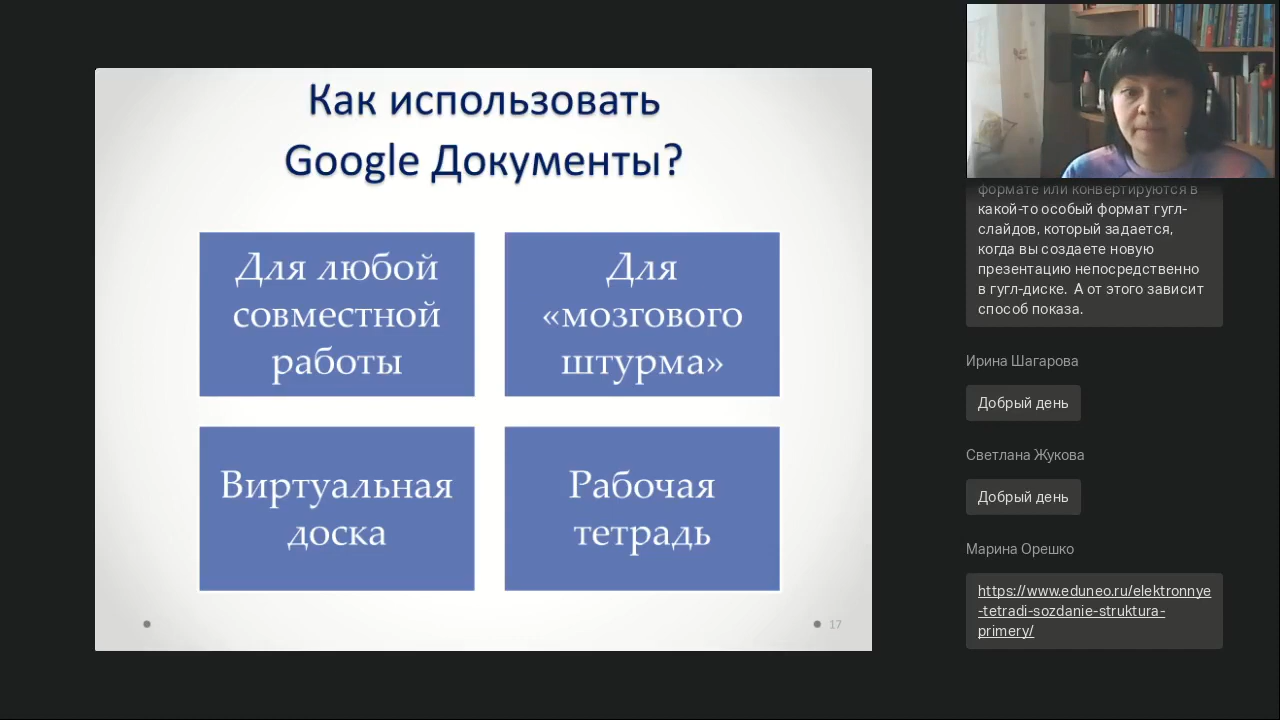 Как использовать
Google Документы?
Для любой
совместной
работы
Для
«мозгового
штурма»
Виртуальная
доска
Рабочая
тетрадь
17
формате или конвертируются в
какой-то особый формат гугл-
слайдов, который задается,
когда вы создаете новую
презентацию непосредственно
в гугл-диске. А от этого зависит
способ показа.
Ирина Шагарова
Добрый день
Светлана Жукова
Добрый день
Марина Орешко
https://www.eduneo.ru/elektronnye
-tetradi-sozdanie-struktura-
primery/